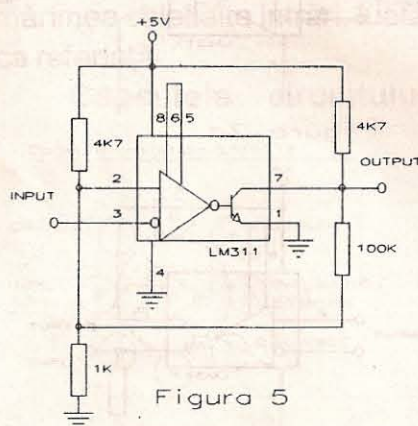 +5V
8 6 5
4K7
4K7
7
OUTPUT
2
INPUT
3
1
LM311
100K
4
1K
Figura 5